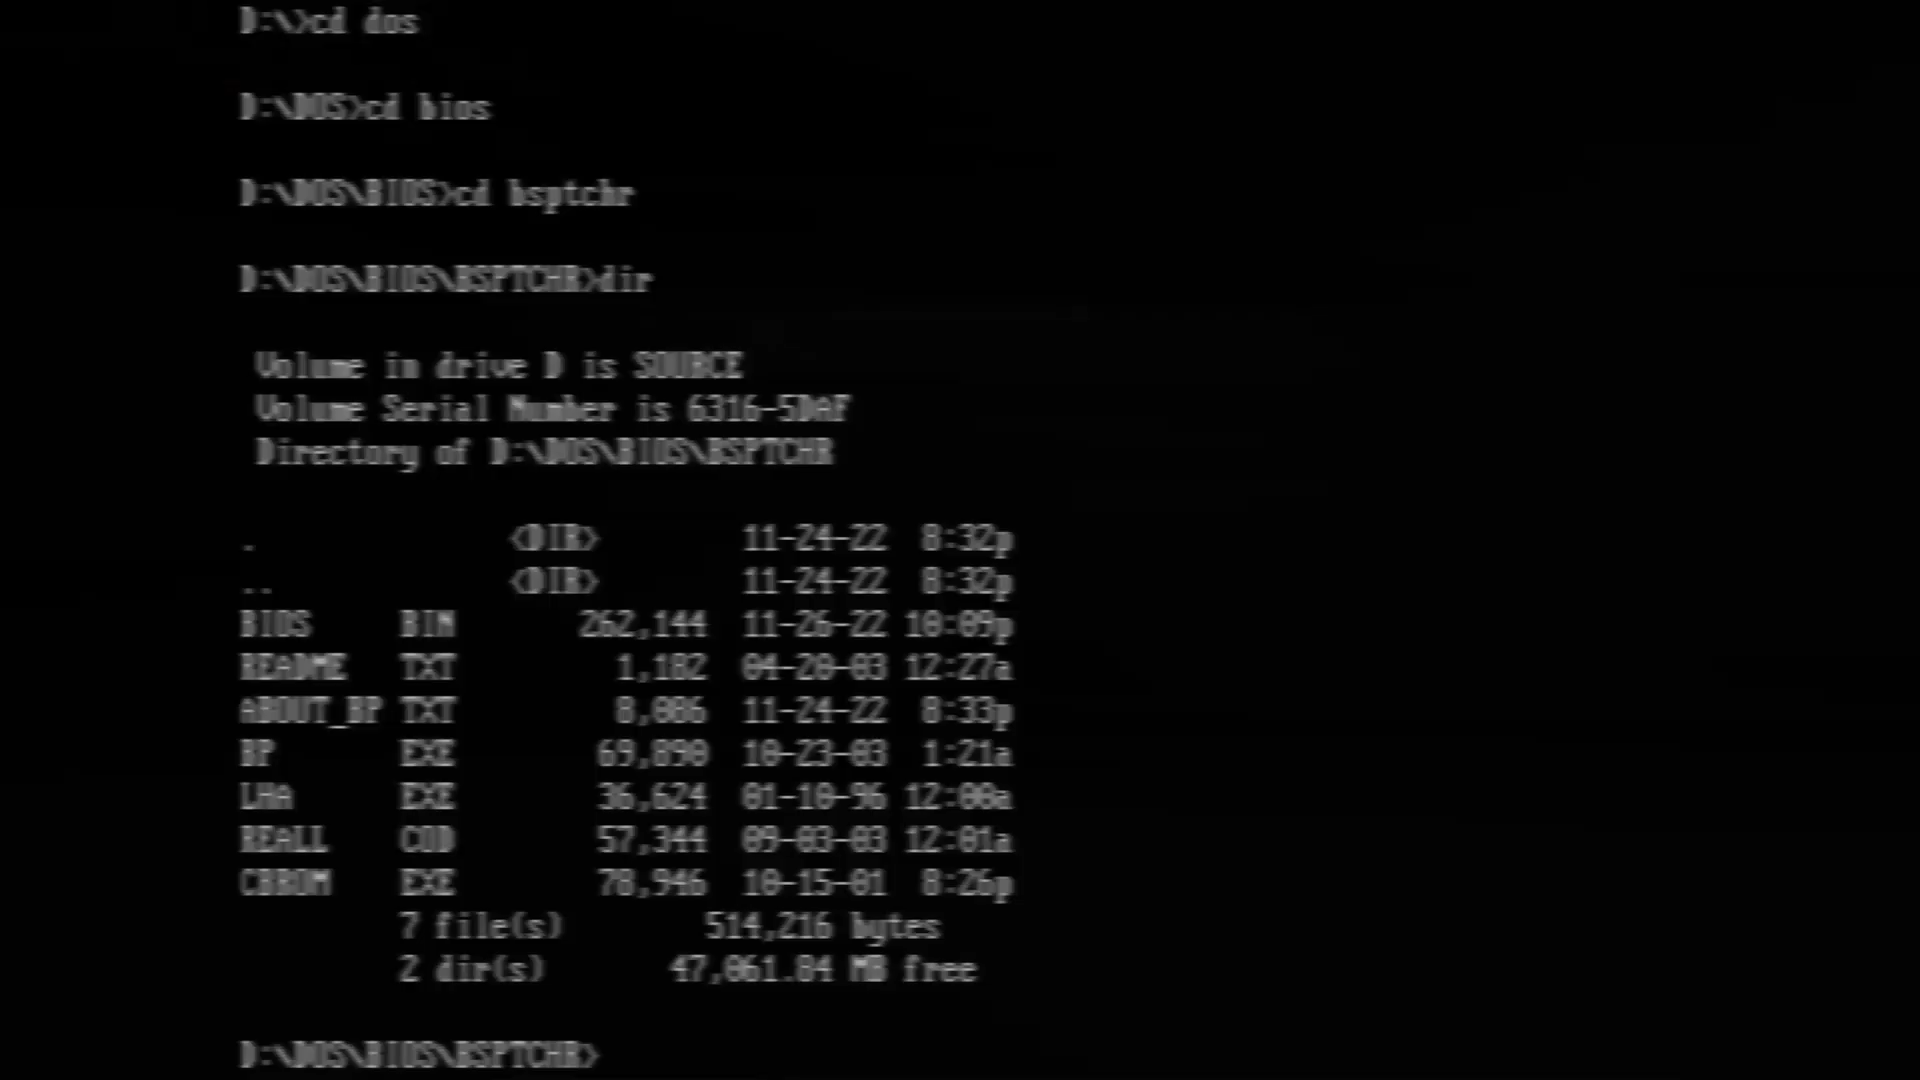 D:\>cd dos
D:\DOS>cd bios
D:\DOS\BIOS>cd bsptchr
D:\DOS\BIOS\BSPTCHR>dir
Volume in drive D is SOURCE
Volume Serial Number is 6316-5DAF
Directory of D:\DOS\BIOS\BSPTCHR
. <DIR> 11-24-22 8:32p
.. <DIR> 11-24-22 8:32p
BIOS BIN 262,144 11-26-22 10:09p
README TXT 1,182 04-20-03 12:27a
ABOUT_BP TXT 8,086 11-24-22 8:33p
BP EXE 69,890 10-23-03 1:21a
LHA EXE 36,624 01-10-96 12:00a
REALL COD 57,344 09-03-03 12:01a
CBROM EXE 78,946 10-15-01 8:26p
7 file(s) 514,216 bytes
2 dir(s) 47,061.84 MB free
D:\DOS\BIOS\BSPTCHR>